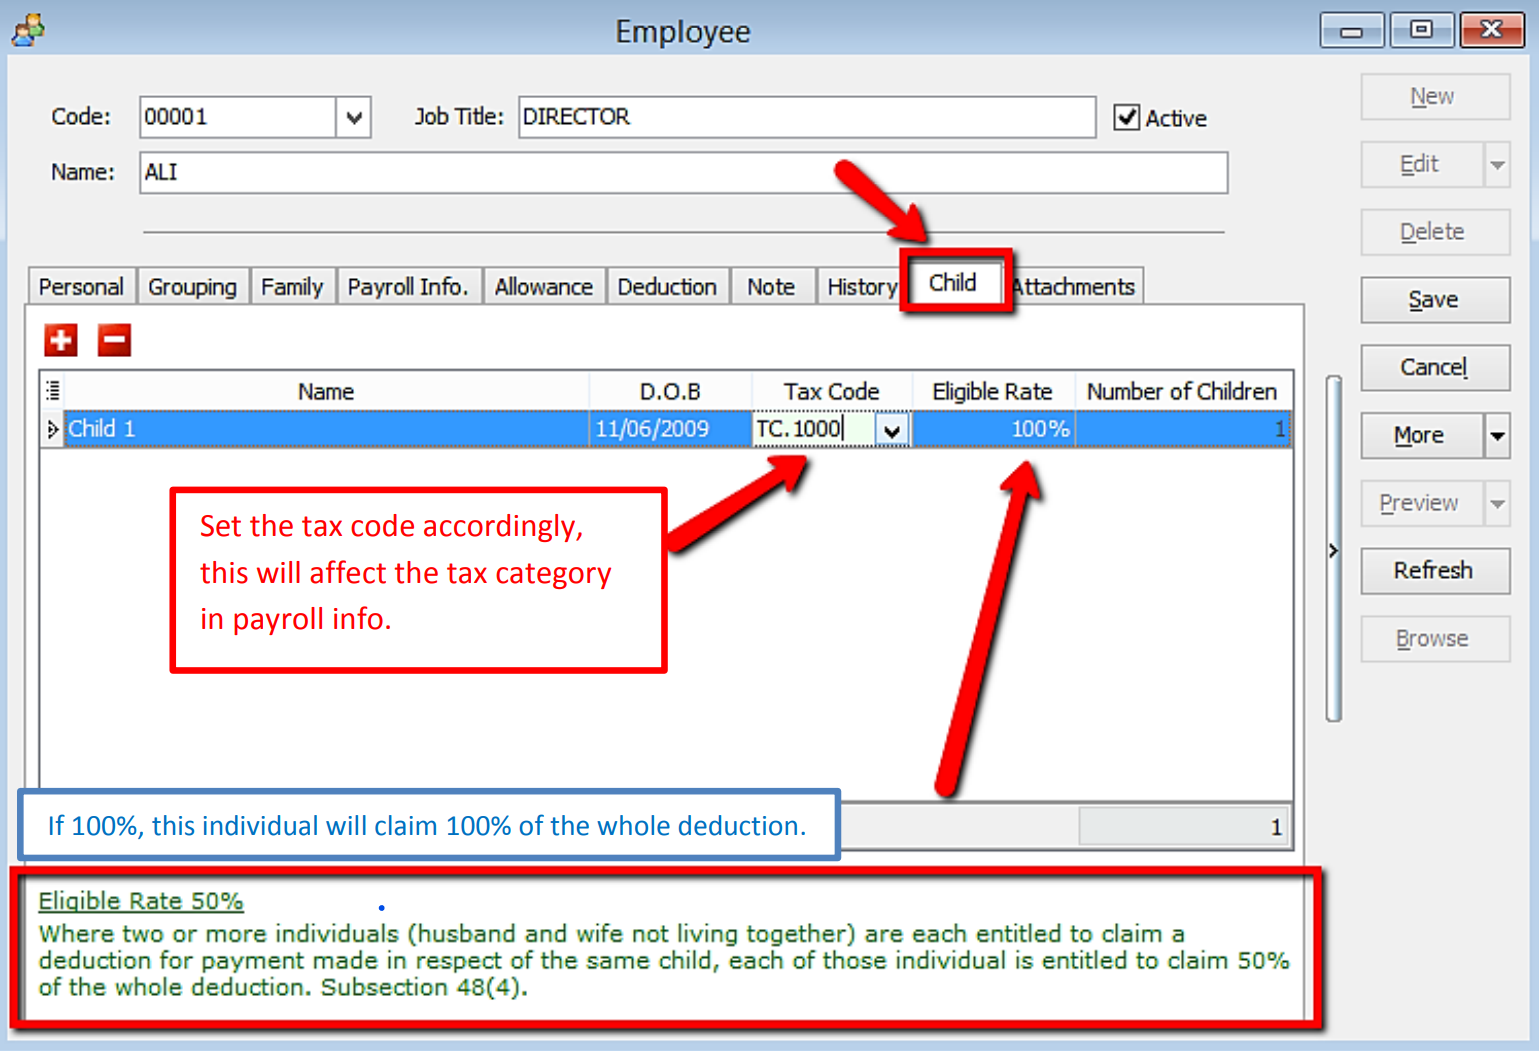 Employee
Code: 00001 Job Title: DIRECTOR Active
Name: ALI
New
Edit
Delete
Save
Cancel
More
Preview
Refresh
Browse
Personal Grouping Family Payroll Info. Allowance Deduction Note History Child Attachments
Name D.O.B Tax Code Eligible Rate Number of Children
Child 1 11/06/2009 TC.1000 100% 1
Set the tax code accordingly,
this will affect the tax category
in payroll info.
If 100%, this individual will claim 100% of the whole deduction.
1
Eligible Rate 50%
Where two or more individuals (husband and wife not living together) are each entitled to claim a
deduction for payment made in respect of the same child, each of those individual is entitled to claim 50%
of the whole deduction. Subsection 48(4).